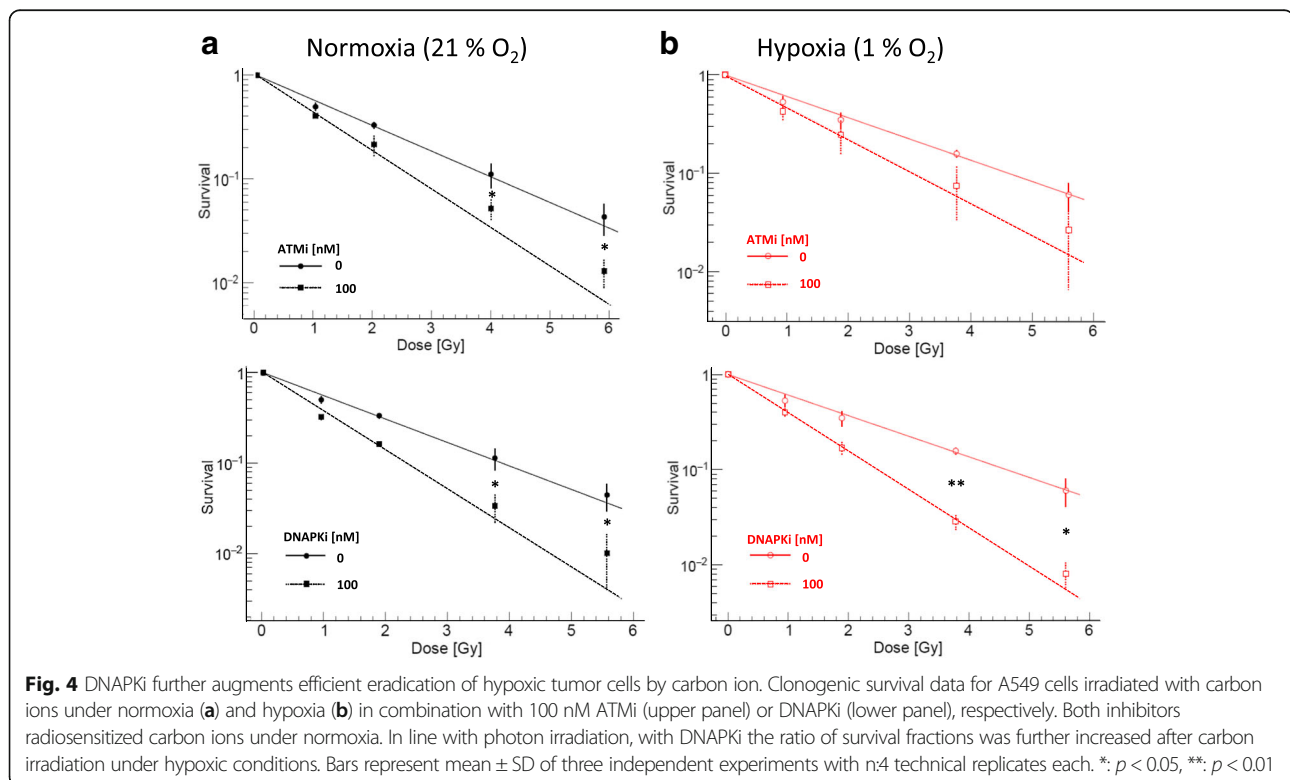 a Normoxia (21 % O₂)
1
10⁻¹
10⁻²
Survival
*
*
ATMi [nM]
0
100
0 1 2 3 4 5 6
Dose [Gy]
b Hypoxia (1 % O₂)
1
10⁻¹
10⁻²
Survival
ATMi [nM]
0
100
0 1 2 3 4 5 6
Dose [Gy]
1
10⁻¹
10⁻²
Survival
*
*
DNAPKi [nM]
0
100
0 1 2 3 4 5 6
Dose [Gy]
1
10⁻¹
10⁻²
Survival
**
*
DNAPKi [nM]
0
100
0 1 2 3 4 5 6
Dose [Gy]
Fig. 4 DNAPKi further augments efficient eradication of hypoxic tumor cells by carbon ion. Clonogenic survival data for A549 cells irradiated with carbon
ions under normoxia (a) and hypoxia (b) in combination with 100 nM ATMi (upper panel) or DNAPKi (lower panel), respectively. Both inhibitors
radiosensitized carbon ions under normoxia. In line with photon irradiation, with DNAPKi the ratio of survival fractions was further increased after carbon
irradiation under hypoxic conditions. Bars represent mean ± SD of three independent experiments with n:4 technical replicates each. *: p < 0.05, **: p < 0.01